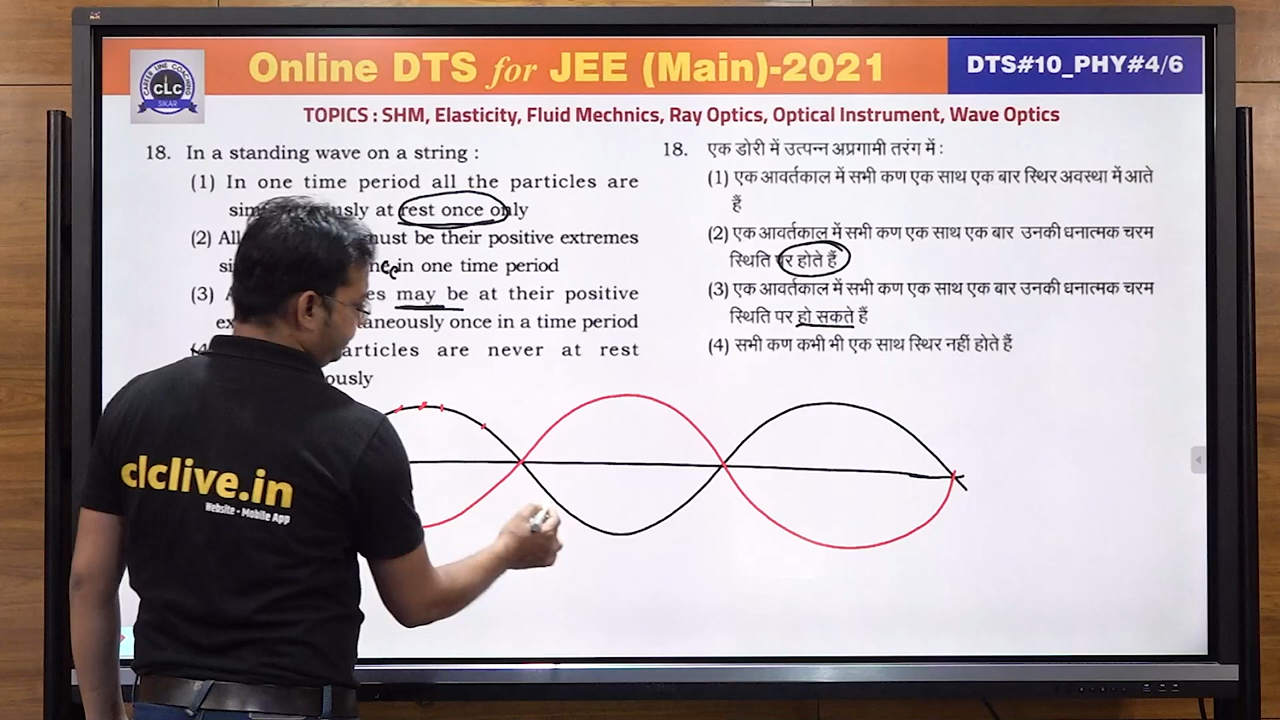 Online DTS for JEE (Main)-2021
DTS#10_PHY#4/6
CAREER LINE COACHING
CLC
SIKAR
TOPICS : SHM, Elasticity, Fluid Mechnics, Ray Optics, Optical Instrument, Wave Optics
18. In a standing wave on a string :
(1) In one time period all the particles are
at rest once only
(2) must be their positive extremes
in one time period
(3) may be at their positive
once in a time period
are never at rest
18. एक डोरी में उत्पन्न अप्रगामी तरंग में :
(1) एक आवर्तकाल में सभी कण एक साथ एक बार स्थिर अवस्था में आते
हैं
(2) एक आवर्तकाल में सभी कण एक साथ एक बार उनकी धनात्मक चरम
स्थिति पर होते हैं
(3) एक आवर्तकाल में सभी कण एक साथ एक बार उनकी धनात्मक चरम
स्थिति पर हो सकते हैं
(4) सभी कण कभी भी एक साथ स्थिर नहीं होते हैं
clclive.in
Website - Mobile App